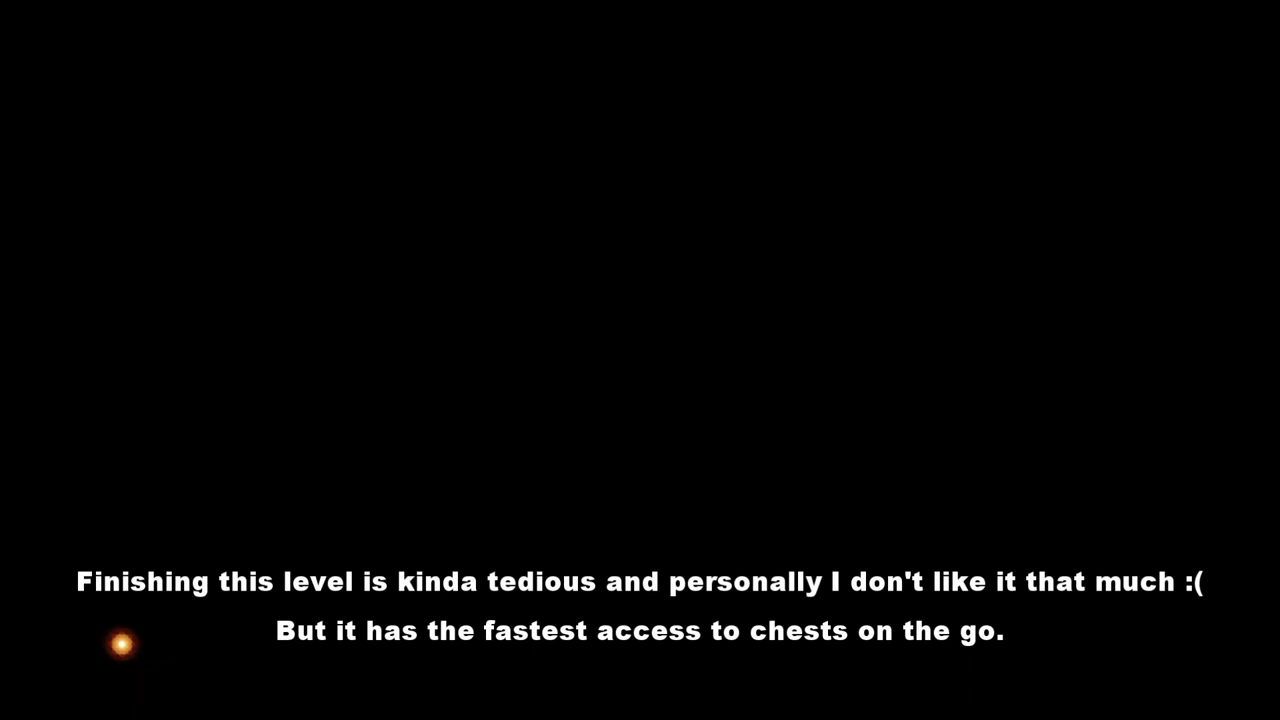 Finishing this level is kinda tedious and personally I don't like it that much :(
But it has the fastest access to chests on the go.